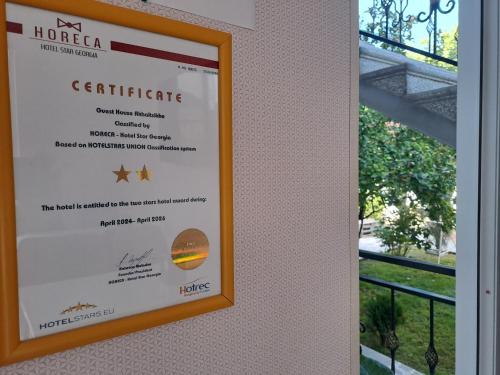 HORECA
HOTEL STAR GEORGIA
CERTIFICATE
Guest House Akhaltsikhe
Classified by
HORECA - Hotel Star Georgia
Based on HOTELSTARS UNION Classification system
The hotel is entitled to the two stars hotel award during:
April 2024- April 2026
Founder President
HORECA - Hotel Star Georgia
Hotrec
HOTELSTARS.EU